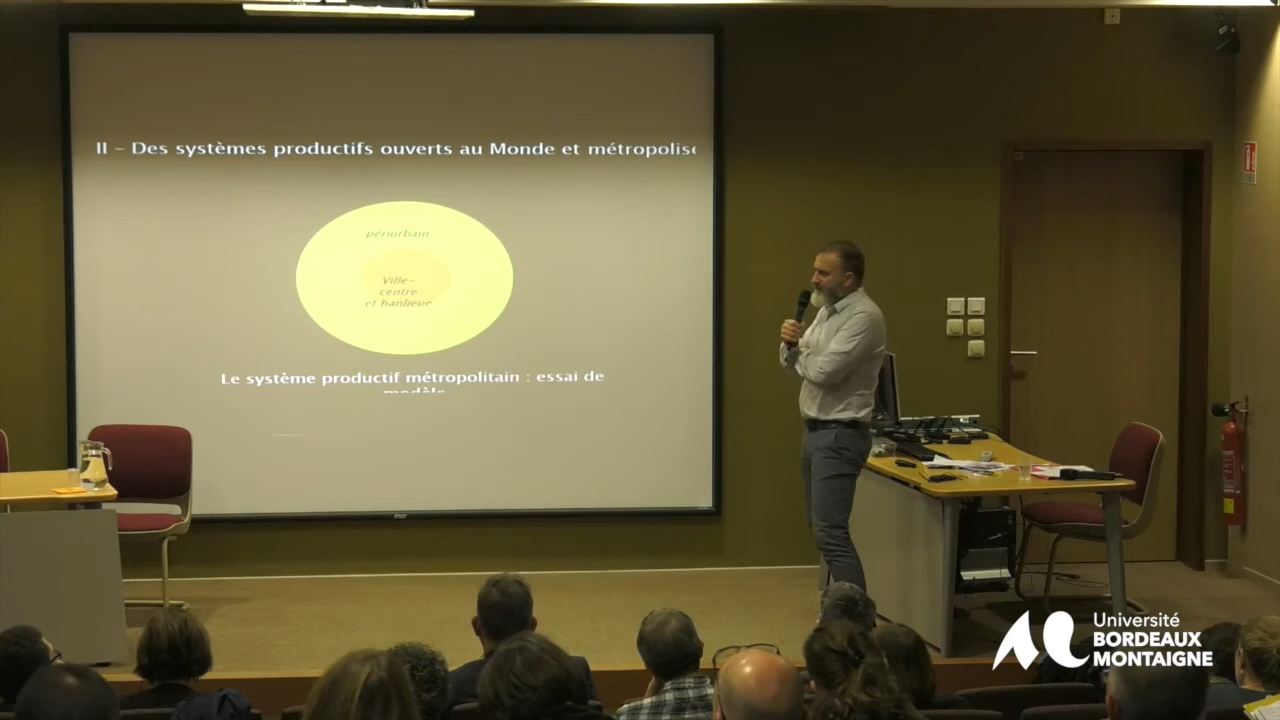 II – Des systèmes productifs ouverts au Monde et métropolisé
périurbain
Ville-
centre
et banlieue
Le système productif métropolitain : essai de
modèle
Université
BORDEAUX
MONTAIGNE